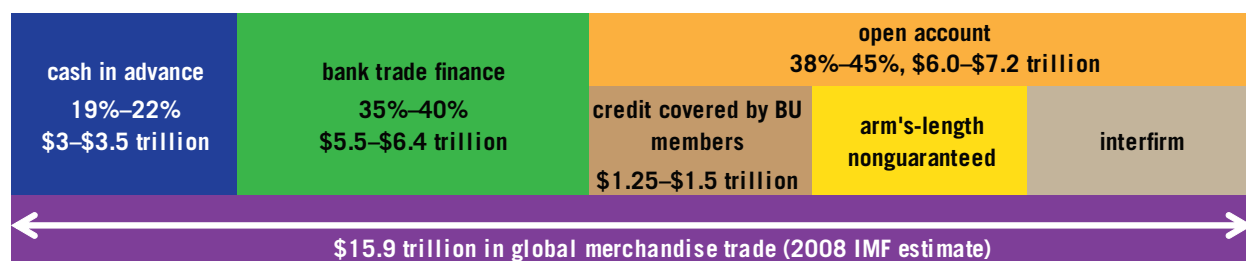 cash in advance
19%–22%
$3–$3.5 trillion
bank trade finance
35%–40%
$5.5–$6.4 trillion
open account
38%–45%, $6.0–$7.2 trillion
credit covered by BU
members
$1.25–$1.5 trillion
arm's-length
nonguaranteed
interfirm
$15.9 trillion in global merchandise trade (2008 IMF estimate)